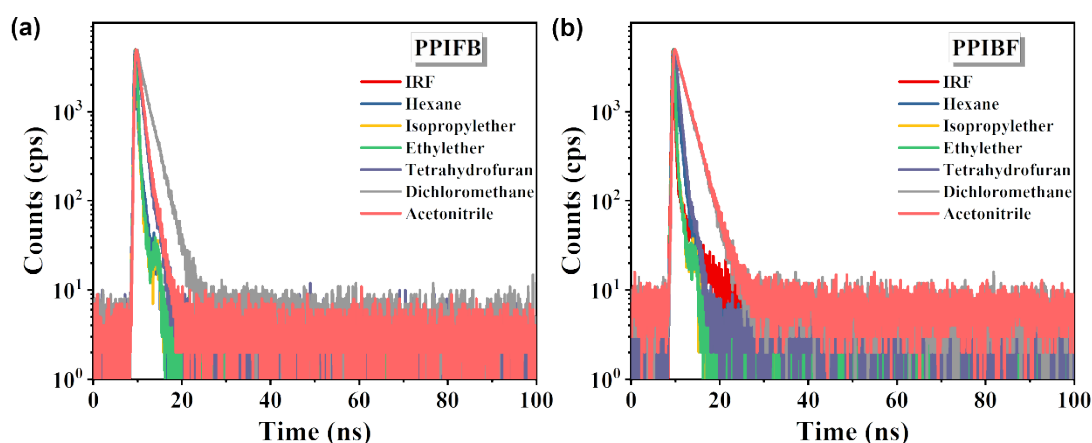 (a)
PPIFB
IRF
Hexane
Isopropylether
Ethylether
Tetrahydrofuran
Dichloromethane
Acetonitrile
Counts (cps)
10³
10²
10¹
10⁰
0 20 40 60 80 100
Time (ns)
(b)
PPIBF
IRF
Hexane
Isopropylether
Ethylether
Tetrahydrofuran
Dichloromethane
Acetonitrile
Counts (cps)
10³
10²
10¹
10⁰
0 20 40 60 80 100
Time (ns)